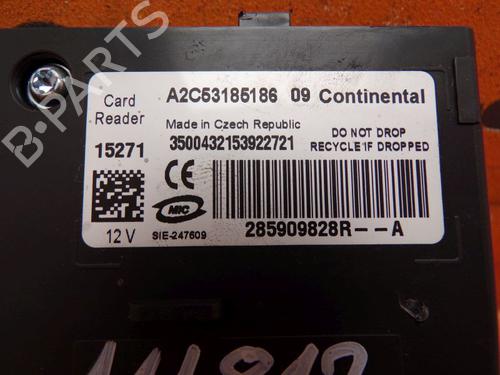 A2C53185186 09 Continental
Card
Reader
Made in Czech Republic
DO NOT DROP
15271
3500432153922721
RECYCLE IF DROPPED
CE
MIC
12 V
SIE-247609
285909828R--A
B-PARTS